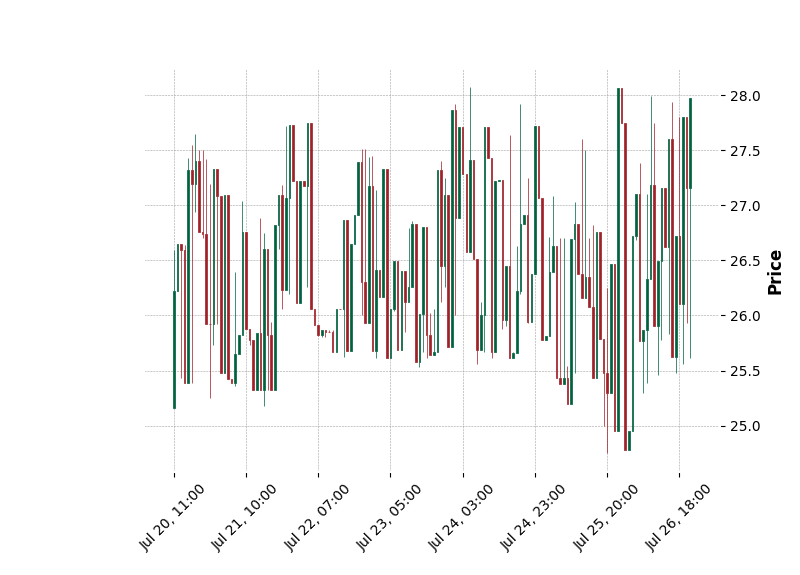 28.0
27.5
27.0
26.5
26.0
25.5
25.0
Price
Jul 20, 11:00
Jul 21, 10:00
Jul 22, 07:00
Jul 23, 05:00
Jul 24, 03:00
Jul 24, 23:00
Jul 25, 20:00
Jul 26, 18:00